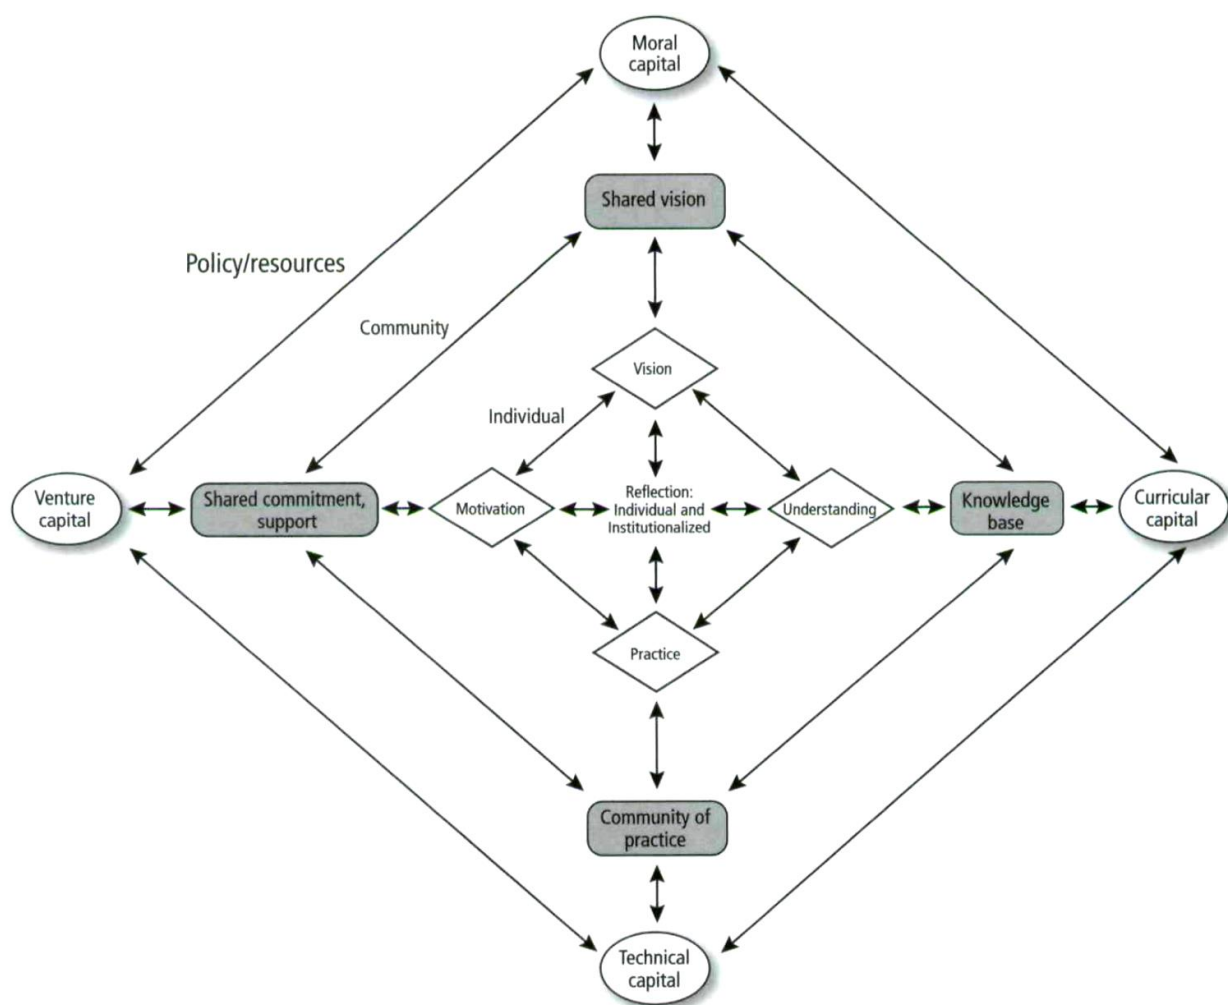 Moral
capital
Shared vision
Policy/resources
Community
Vision
Individual
Venture
capital
Shared commitment,
support
Motivation
Reflection:
Individual and
Institutionalized
Understanding
Knowledge
base
Curricular
capital
Practice
Community of
practice
Technical
capital